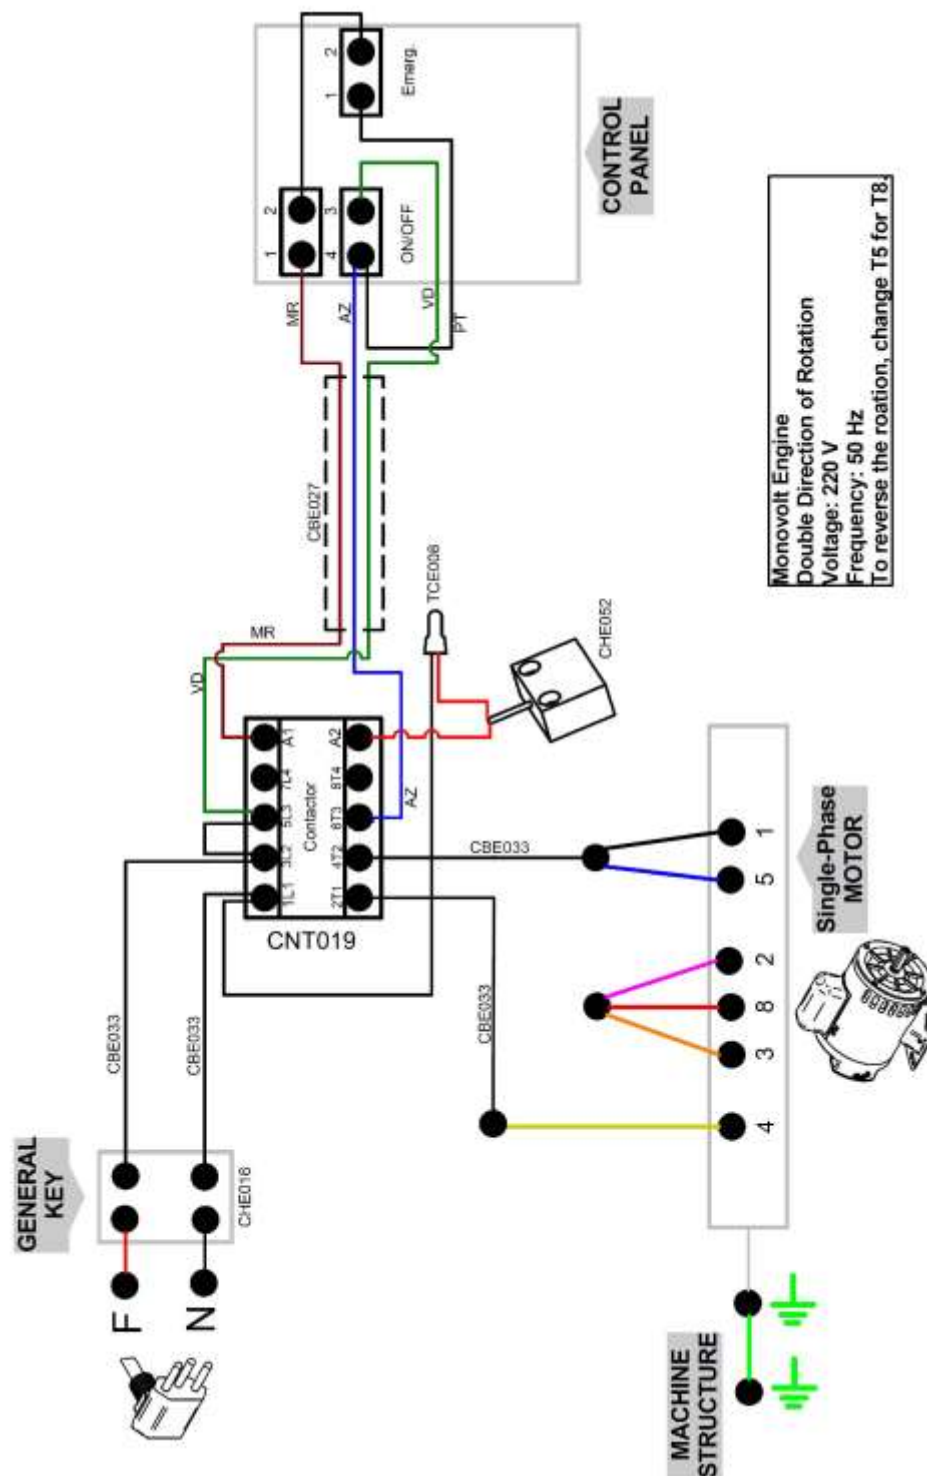 CONTROL
PANEL
2
1
Emerg.
2
1
3
4
ON/OFF
MR
AZ
VD
PT
CBE027
MR
VD
TCE006
CHE052
A1
7L4
5L3
3L2
1L1
Contactor
A2
8T4
6T3
4T2
2T1
AZ
CNT019
CBE033
CBE033
CBE033
CBE033
GENERAL
KEY
CHE016
F
N
Monovolt Engine
Double Direction of Rotation
Voltage: 220 V
Frequency: 50 Hz
To reverse the roation, change T5 for T8.
Single-Phase
MOTOR
1
5
2
8
3
4
MACHINE
STRUCTURE